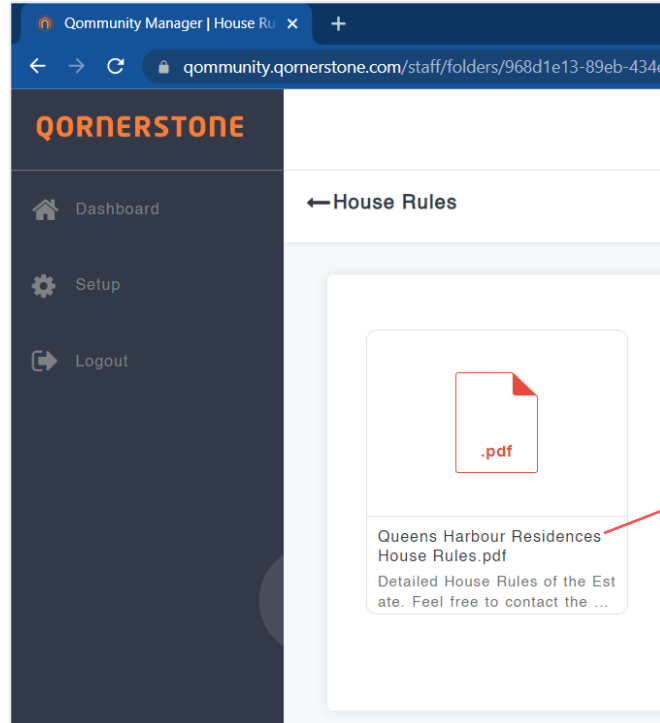 Qommunity Manager | House Ru
qommunity.qornerstone.com/staff/folders/968d1e13-89eb-434e
QORNERSTONE
Dashboard
Setup
Logout
House Rules
.pdf
Queens Harbour Residences
House Rules.pdf
Detailed House Rules of the Est
ate. Feel free to contact the ...